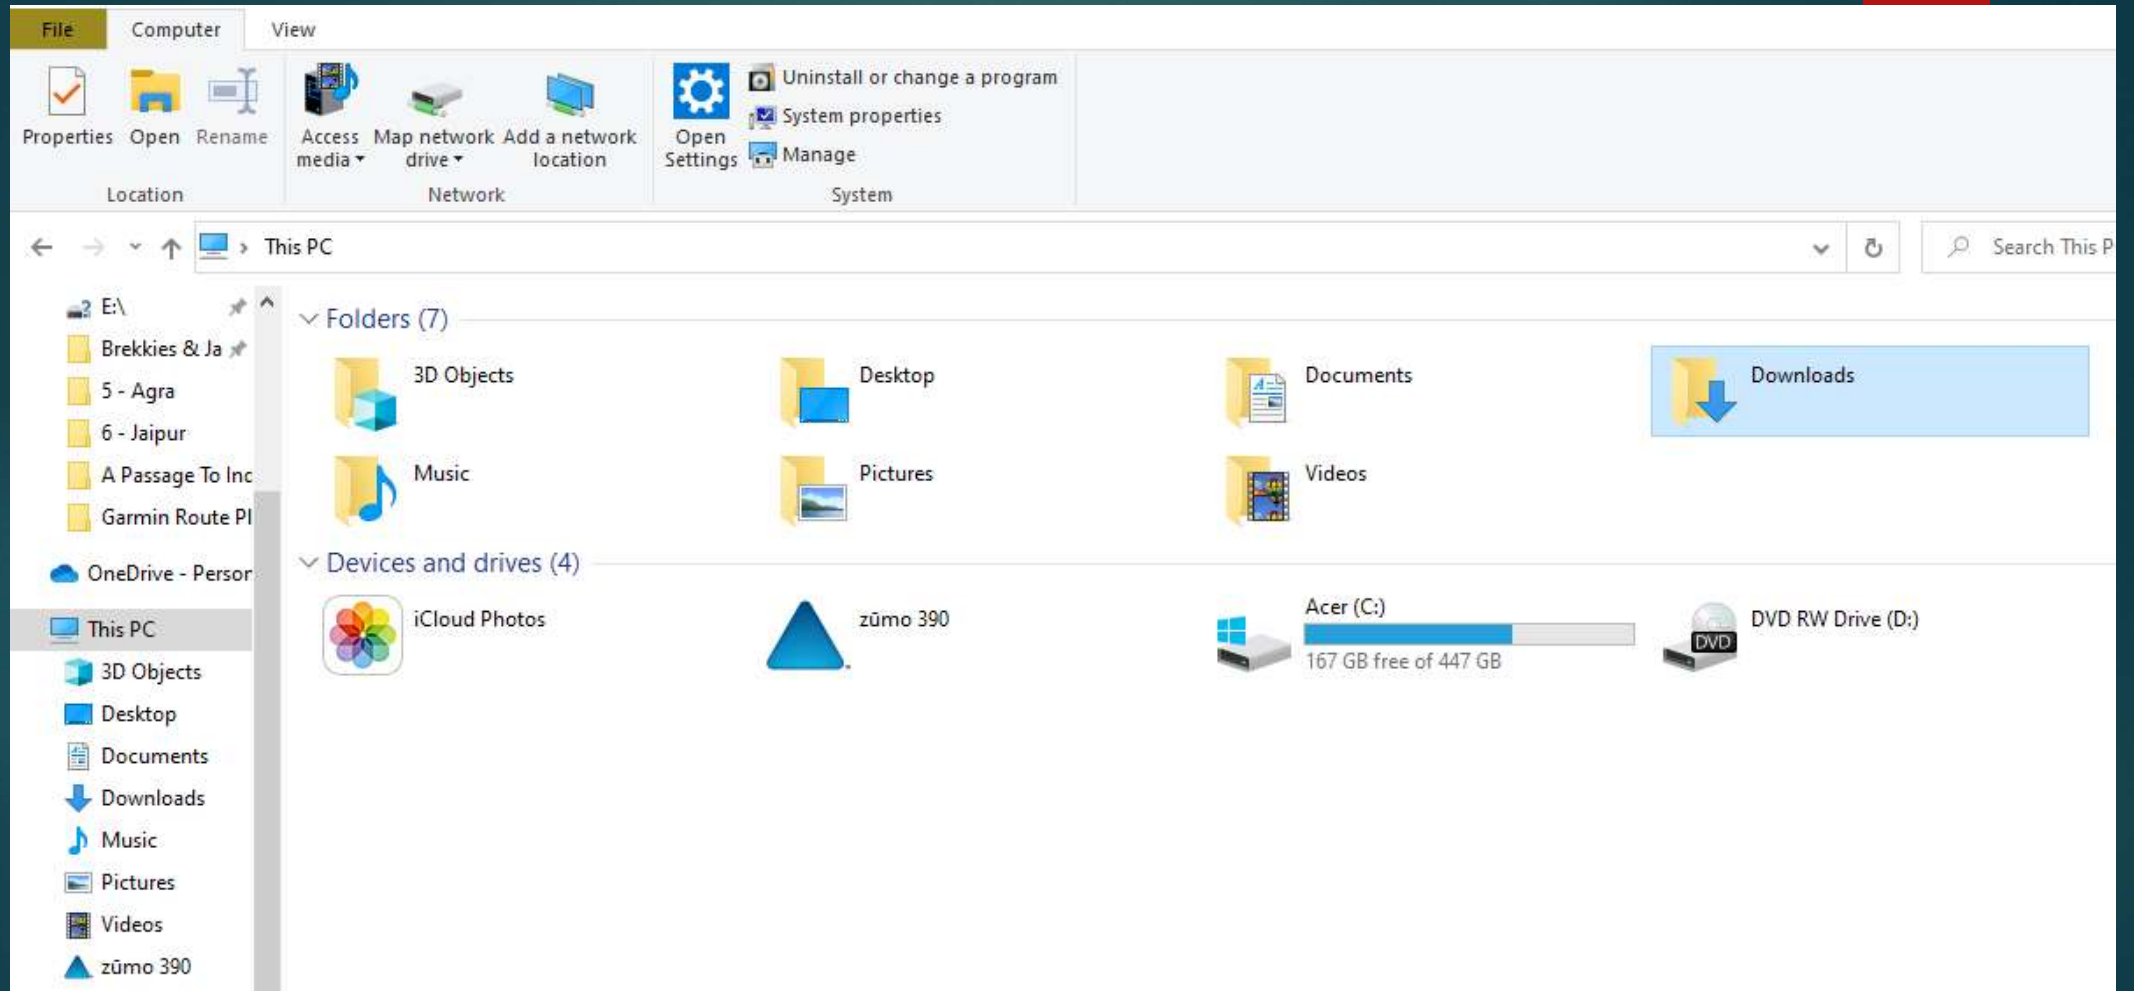 File
Computer
View
Properties
Open
Rename
Location
Access
media
Map network
drive
Add a network
location
Network
Open
Settings
Uninstall or change a program
System properties
Manage
System
This PC
Search This P
E:\
Brekkies & Ja
5 - Agra
6 - Jaipur
A Passage To Inc
Garmin Route Pl
OneDrive - Person
This PC
3D Objects
Desktop
Documents
Downloads
Music
Pictures
Videos
zūmo 390
Folders (7)
3D Objects
Desktop
Documents
Downloads
Music
Pictures
Videos
Devices and drives (4)
iCloud Photos
zūmo 390
Acer (C:)
167 GB free of 447 GB
DVD
DVD RW Drive (D:)